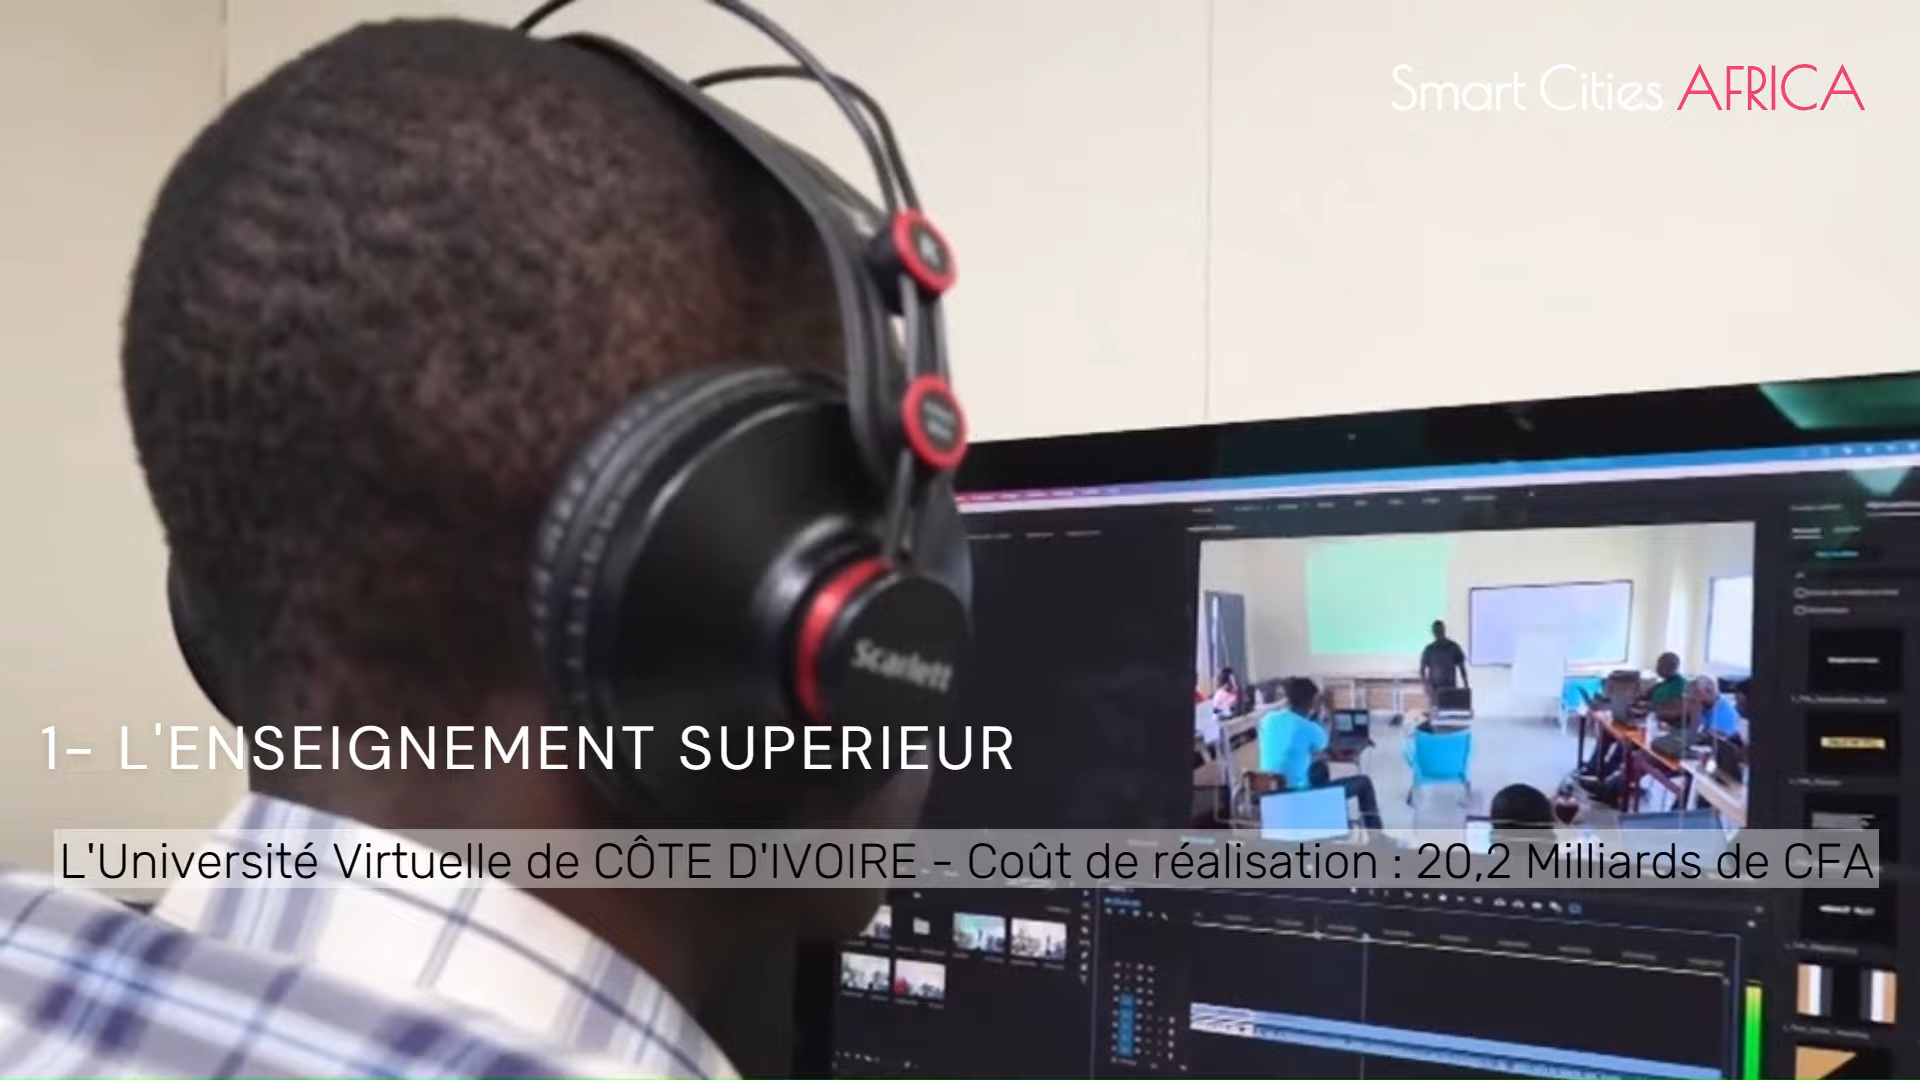 Smart Cities AFRICA
Scarlett
1- L'ENSEIGNEMENT SUPERIEUR
L'Université Virtuelle de CÔTE D'IVOIRE - Coût de réalisation : 20,2 Milliards de CFA